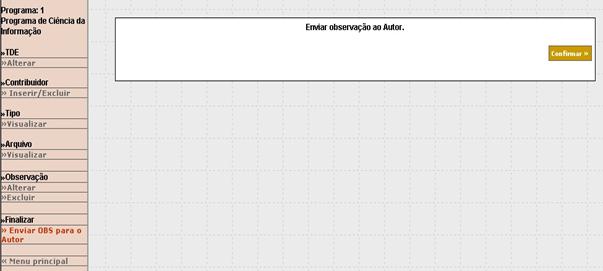 Programa: 1
Programa de Ciência da
Informação
»TDE
»Alterar
»Contribuidor
» Inserir/Excluir
»Tipo
»Visualizar
»Arquivo
»Visualizar
»Observação
»Alterar
»Excluir
»Finalizar
» Enviar OBS para o
Autor
« Menu principal
Enviar observação ao Autor.
Confirmar »